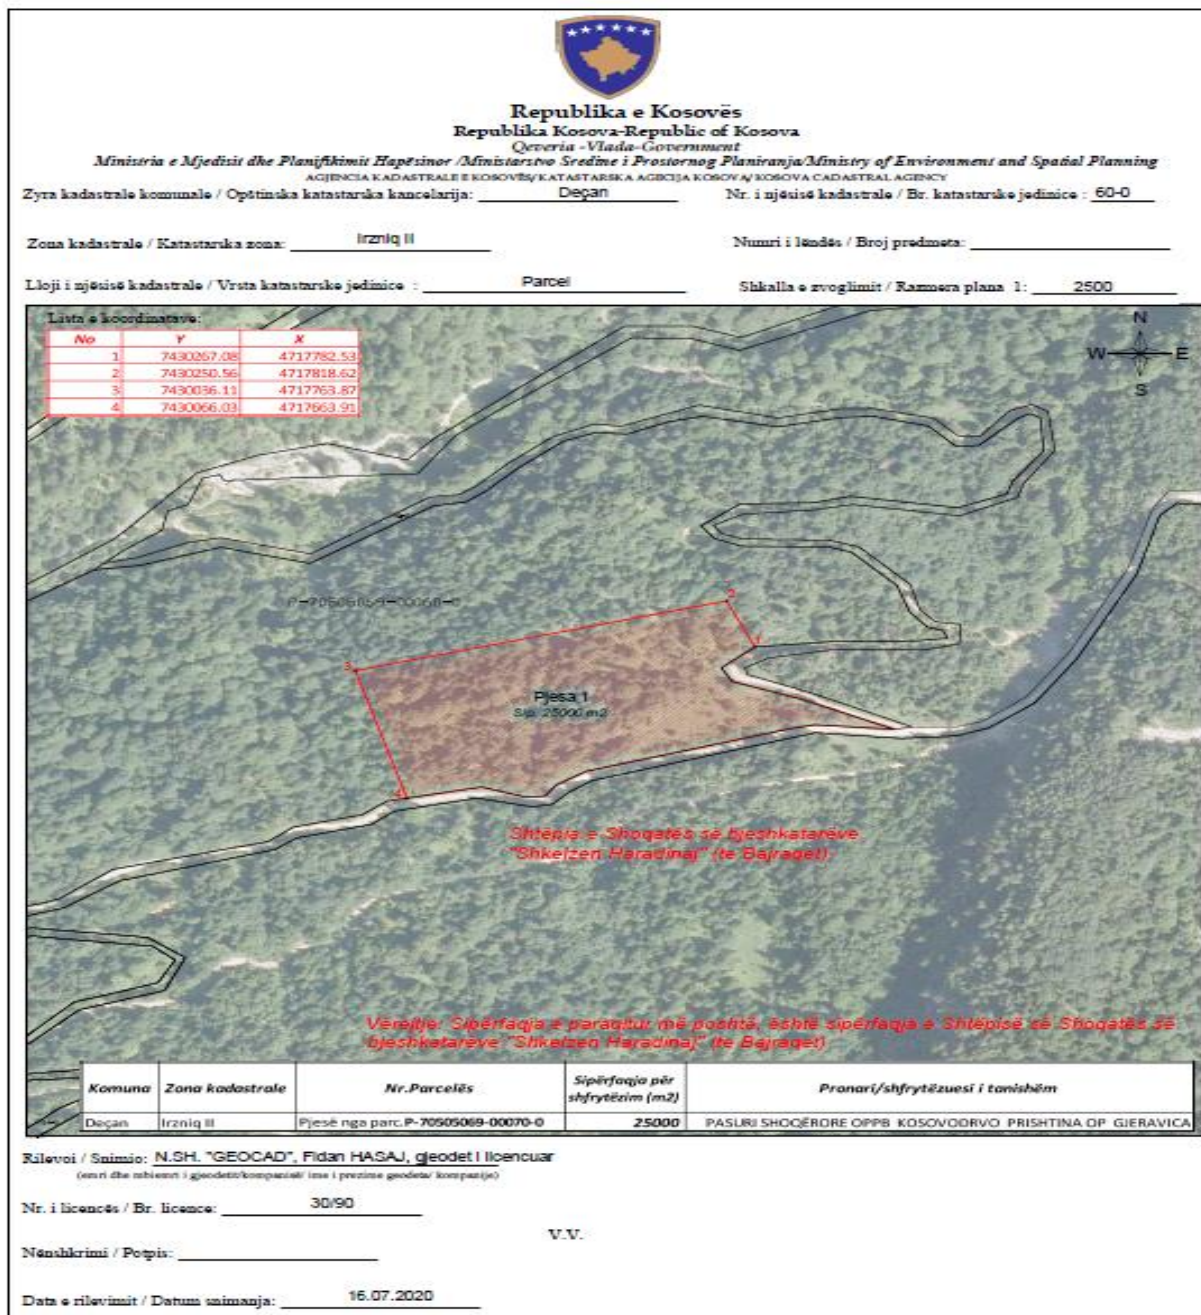 Republika e Kosovës
Republika Kosova-Republic of Kosova
Qeveria -Vlada-Government
Ministria e Mjedisit dhe Planifikimit Hapësinor /Ministarstvo Sredine i Prostornog Planiranja/Ministry of Environment and Spatial Planning
AGJENCIA KADASTRALE E KOSOVËS/KATASTARSKA AGECIJA KOSOVA/KOSOVA CADASTRAL AGENCY
Zyra kadastrale komunale / Opštinska katastarska kancelarija: Deçan Nr. i njësisë kadastrale / Br. katastarske jedinice : 60-0
Zona kadastrale / Katastarska zona: Irzniq II Numri i lëndës / Broj predmeta:
Lloji i njësisë kadastrale / Vrsta katastarske jedinice : Parcel Shkalla e zvoglimit / Razmera plana 1: 2500
Lista e koordinatave:
No Y X
1 7430267.08 4717782.53
2 7430250.56 4717818.62
3 7430036.11 4717763.87
4 7430066.03 4717663.91
N
W E
S
2
1
3
Pjesa 1
Sip. 25000 m2
4
Shtëpia e Shoqatës së bjeshkatarëve
"Shkelzen Haradinaj" (te Bajraqet)
Verejtje: Sipërfaqja e paraqitur më poshtë, është sipërfaqja e Shtëpisë së Shoqatës së
bjeshkatarëve "Shkelzen Haradinaj" (te Bajraqet)
Komuna Zona kadastrale Nr.Parcelës Sipërfaqja për shfrytëzim (m2) Pronari/shfrytëzuesi i tanishëm
Deçan Irzniq II Pjesë nga parc.P-70505069-00070-0 25000 PASURI SHOQËRORE OPPB KOSOVODRVO PRISHTINA OP GJERAVICA
Rilevoi / Snimio: N.SH. "GEOCAD", Fidan HASAJ, gjeodet i licencuar
(emri dhe mbiemri i gjeodetit/kompanisë/ ime i prezime geodeta/ kompanije)
Nr. i licencës / Br. licence: 30/90
V.V.
Nënshkrimi / Potpis:
Data e rilevimit / Datum snimanja: 16.07.2020